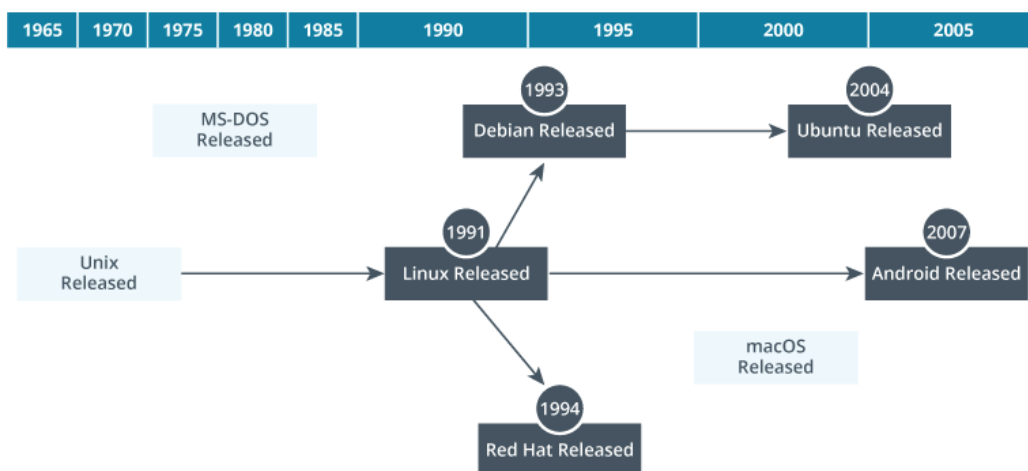 1965 1970 1975 1980 1985 1990 1995 2000 2005
1993
Debian Released
2004
Ubuntu Released
MS-DOS
Released
1991
Linux Released
2007
Android Released
Unix
Released
macOS
Released
1994
Red Hat Released